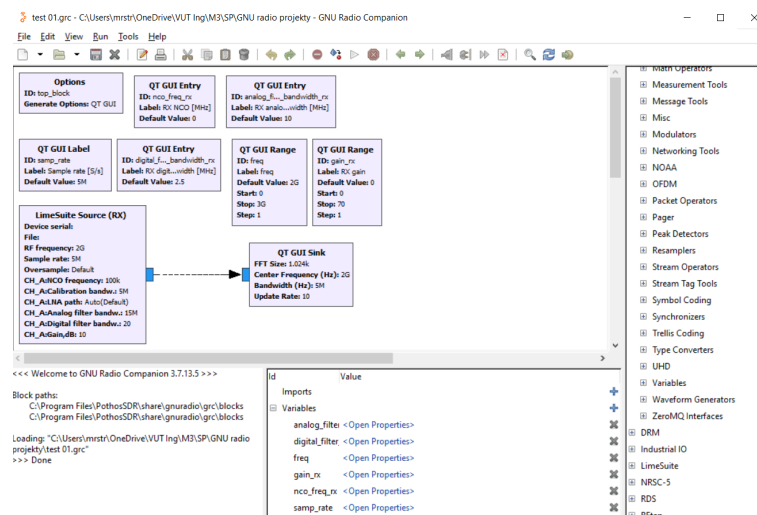 test 01.grc - C:\Users\mrstr\OneDrive\VUT Ing\M3\SP\GNU radio projekty - GNU Radio Companion
File Edit View Run Tools Help
Options
ID: top_block
Generate Options: QT GUI
QT GUI Entry
ID: nco_freq_rx
Label: RX NCO [MHz]
Default Value: 0
QT GUI Entry
ID: analog_fi..._bandwidth_rx
Label: RX analo...width [MHz]
Default Value: 10
QT GUI Label
ID: samp_rate
Label: Sample rate [S/s]
Default Value: 5M
QT GUI Entry
ID: digital_f..._bandwidth_rx
Label: RX digit...width [MHz]
Default Value: 2.5
QT GUI Range
ID: freq
Label: freq
Default Value: 2G
Start: 0
Stop: 3G
Step: 1
QT GUI Range
ID: gain_rx
Label: RX gain
Default Value: 0
Start: 0
Stop: 70
Step: 1
LimeSuite Source (RX)
Device serial:
File:
RF frequency: 2G
Sample rate: 5M
Oversample: Default
CH_A:NCO frequency: 100k
CH_A:Calibration bandw.: 5M
CH_A:LNA path: Auto(Default)
CH_A:Analog filter bandw.: 15M
CH_A:Digital filter bandw.: 20
CH_A:Gain,dB: 10
QT GUI Sink
FFT Size: 1.024k
Center Frequency (Hz): 2G
Bandwidth (Hz): 5M
Update Rate: 10
<<< Welcome to GNU Radio Companion 3.7.13.5 >>>
Block paths:
C:\Program Files\PothosSDR\share\gnuradio\grc\blocks
C:\Program Files\PothosSDR\share\gnuradio\grc\blocks
Loading: "C:\Users\mrstr\OneDrive\VUT Ing\M3\SP\GNU radio
projekty\test 01.grc"
>>> Done
Id Value
Imports
Variables
analog_filter <Open Properties>
digital_filter_ <Open Properties>
freq <Open Properties>
gain_rx <Open Properties>
nco_freq_rx <Open Properties>
samp_rate <Open Properties>
Math Operators
Measurement Tools
Message Tools
Misc
Modulators
Networking Tools
NOAA
OFDM
Packet Operators
Pager
Peak Detectors
Resamplers
Stream Operators
Stream Tag Tools
Symbol Coding
Synchronizers
Trellis Coding
Type Converters
UHD
Variables
Waveform Generators
ZeroMQ Interfaces
DRM
Industrial IO
LimeSuite
NRSC-5
RDS